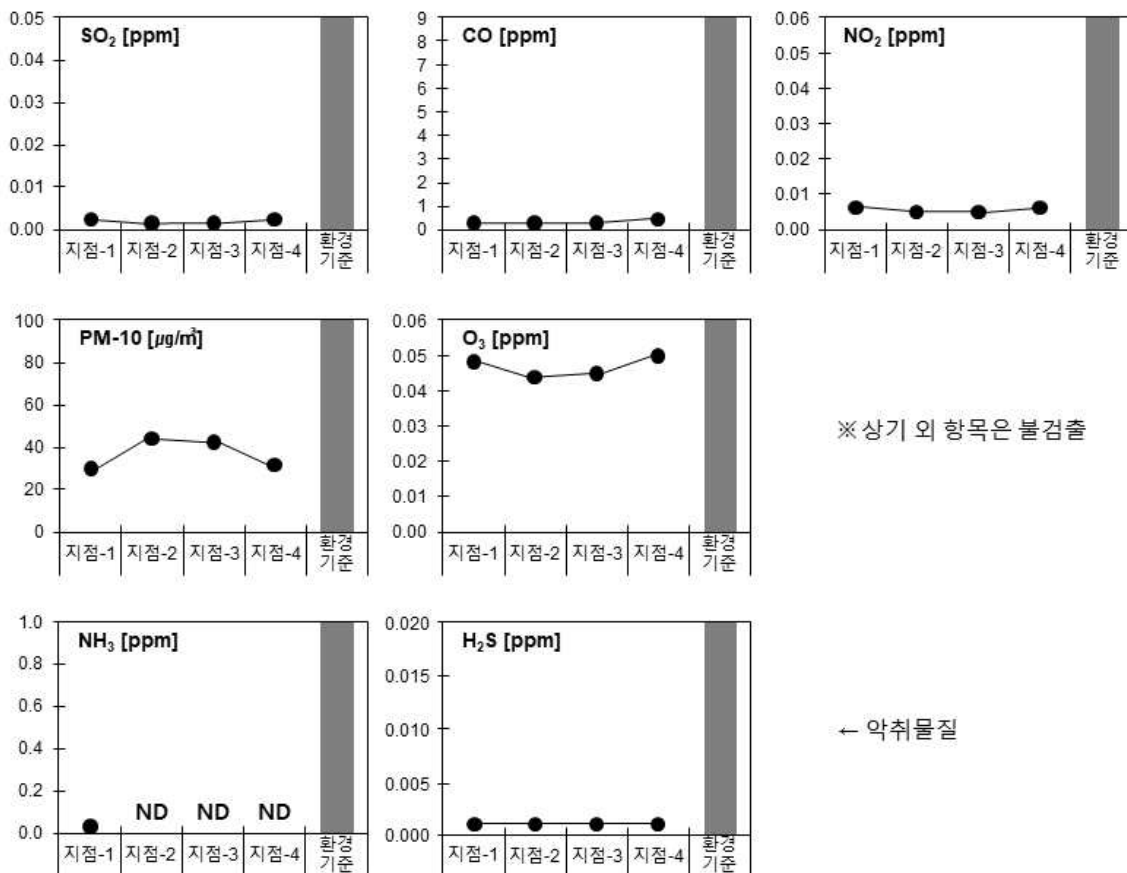 SO₂ [ppm]
0.05
0.04
0.03
0.02
0.01
0.00
지점-1 지점-2 지점-3 지점-4 환경
기준
CO [ppm]
9
8
7
6
5
4
3
2
1
0
지점-1 지점-2 지점-3 지점-4 환경
기준
NO₂ [ppm]
0.06
0.05
0.04
0.03
0.02
0.01
0.00
지점-1 지점-2 지점-3 지점-4 환경
기준
PM-10 [㎍/㎥]
100
80
60
40
20
0
지점-1 지점-2 지점-3 지점-4 환경
기준
O₃ [ppm]
0.06
0.05
0.04
0.03
0.02
0.01
0.00
지점-1 지점-2 지점-3 지점-4 환경
기준
※ 상기 외 항목은 불검출
NH₃ [ppm]
1.0
0.8
0.6
0.4
0.2
0.0
ND ND ND
지점-1 지점-2 지점-3 지점-4 환경
기준
H₂S [ppm]
0.020
0.015
0.010
0.005
0.000
지점-1 지점-2 지점-3 지점-4 환경
기준
← 악취물질